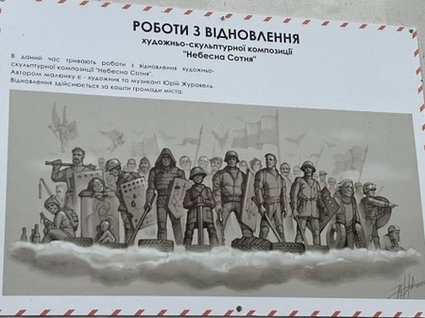 РОБОТИ З ВІДНОВЛЕННЯ
художньо-скульптурної композиції
"Небесна Сотня"
В даний час тривають роботи з відновлення художньо-
скульптурної композиції "Небесна Сотня".
Автором малюнку є - художник та музикант Юрій Журавель.
Відновлення здійснюється за кошти громади міста.